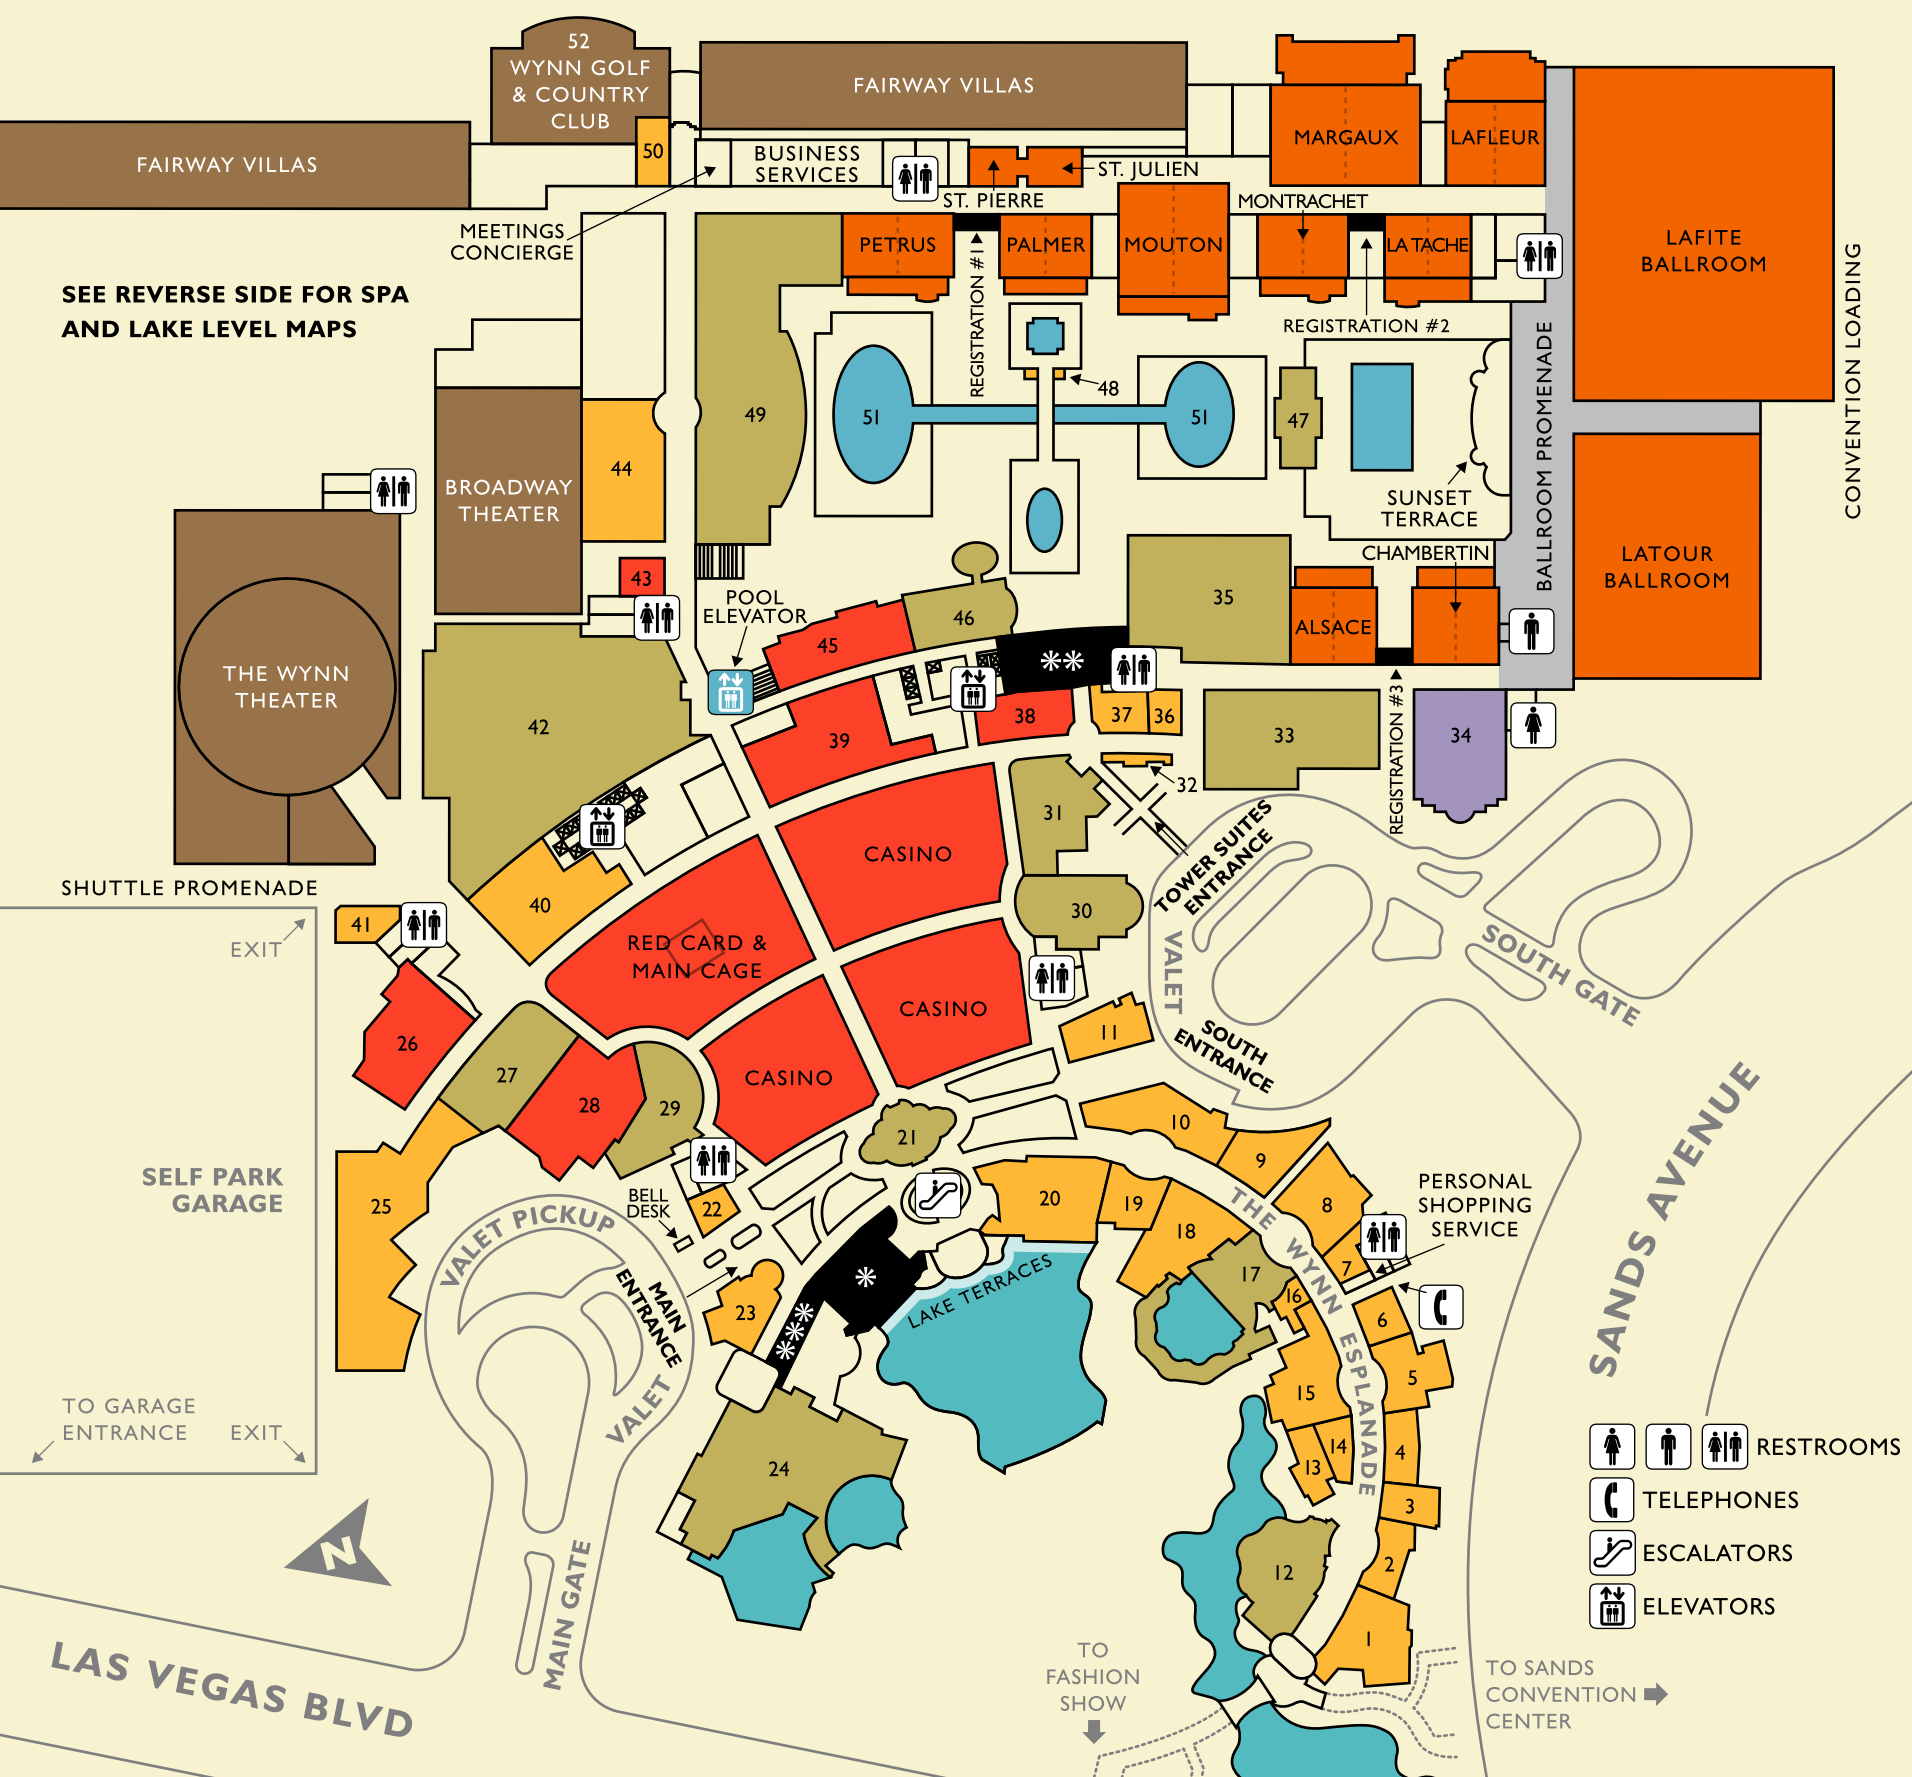 52
WYNN GOLF
& COUNTRY
CLUB
FAIRWAY VILLAS
FAIRWAY VILLAS
50
BUSINESS
SERVICES
MEETINGS
CONCIERGE
ST. PIERRE
ST. JULIEN
MARGAUX
LAFLEUR
MONTRACHET
PETRUS
REGISTRATION #1
PALMER
MOUTON
LA TACHE
REGISTRATION #2
LAFITE
BALLROOM
CONVENTION LOADING
BALLROOM PROMENADE
SEE REVERSE SIDE FOR SPA
AND LAKE LEVEL MAPS
49
51
48
51
47
SUNSET
TERRACE
44
BROADWAY
THEATER
43
CHAMBERTIN
LATOUR
BALLROOM
POOL
ELEVATOR
45
46
35
ALSACE
**
THE WYNN
THEATER
42
39
38
37
36
33
REGISTRATION #3
34
32
31
CASINO
TOWER SUITES
ENTRANCE
SHUTTLE PROMENADE
40
41
EXIT
RED CARD &
MAIN CAGE
30
VALET
SOUTH GATE
CASINO
26
11
SOUTH
ENTRANCE
27
28
29
CASINO
SANDS AVENUE
21
10
9
SELF PARK
GARAGE
25
VALET PICKUP
BELL
DESK
22
20
19
18
THE WYNN ESPLANADE
8
PERSONAL
SHOPPING
SERVICE
7
17
16
*
LAKE TERRACES
MAIN
ENTRANCE
23
***
6
5
VALET
15
TO GARAGE
ENTRANCE
EXIT
14
13
4
3
24
RESTROOMS
TELEPHONES
ESCALATORS
ELEVATORS
N
12
2
1
MAIN GATE
LAS VEGAS BLVD
TO
FASHION
SHOW
TO SANDS
CONVENTION
CENTER